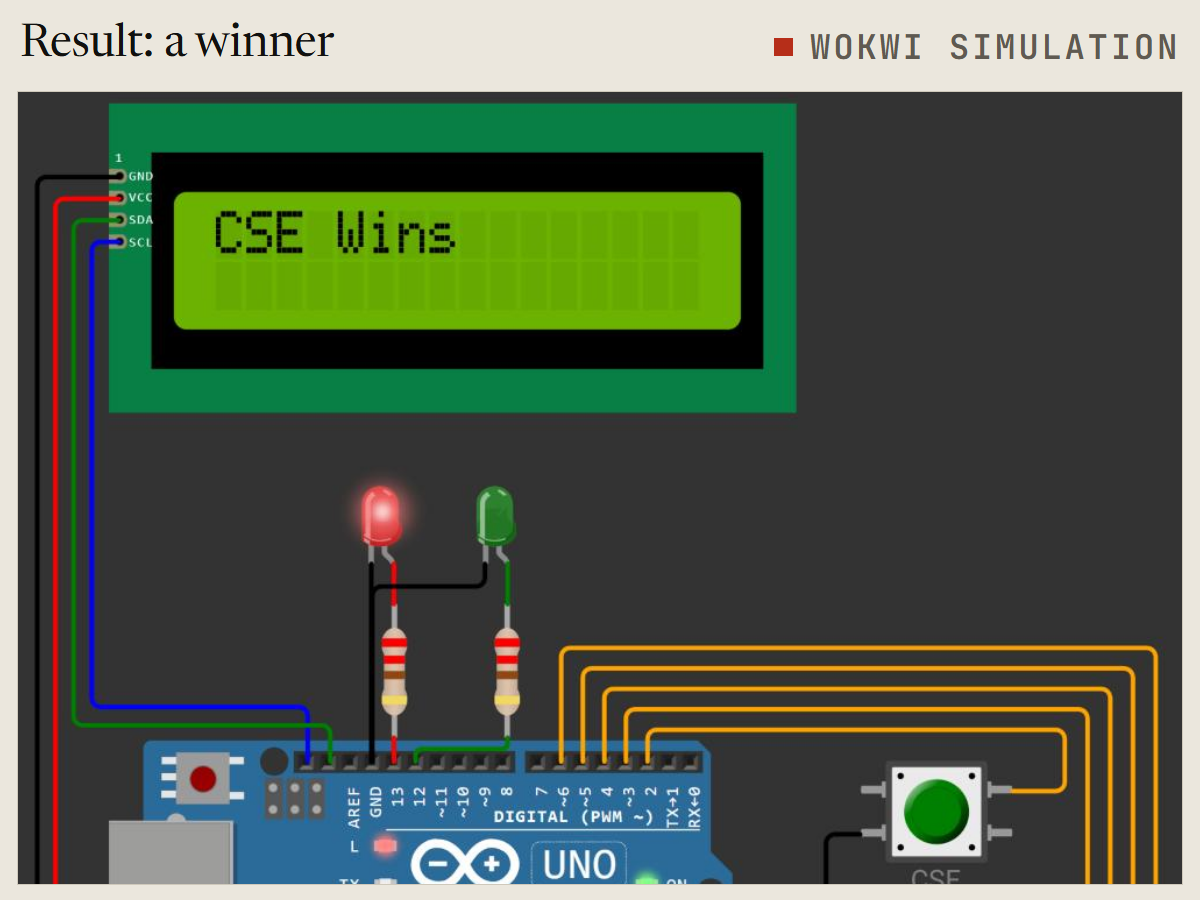 Result: a winner
WOKWI SIMULATION
1
GND
VCC
SDA
SCL
CSE Wins
AREF
GND
13
12
~11
~10
~9
8
7
~6
~5
4
~3
2
TX→1
RX←0
DIGITAL (PWM ~)
L
UNO
TX
ON
CSE